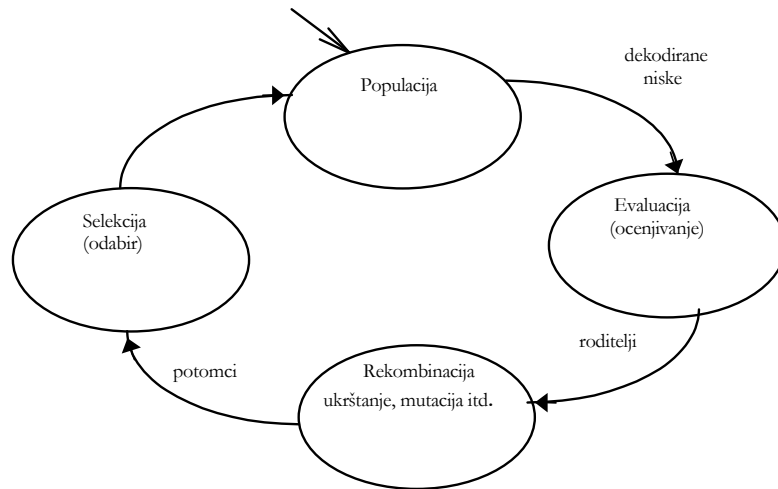 Populacija
dekodirane
niske
Evaluacija
(ocenjivanje)
roditelji
Rekombinacija
ukrštanje, mutacija itd.
potomci
Selekcija
(odabir)